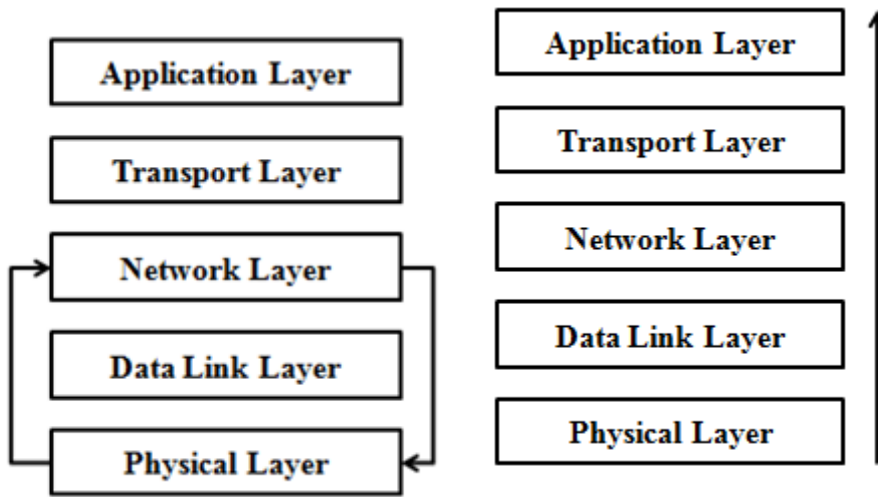 Application Layer
Transport Layer
Network Layer
Data Link Layer
Physical Layer
Application Layer
Transport Layer
Network Layer
Data Link Layer
Physical Layer